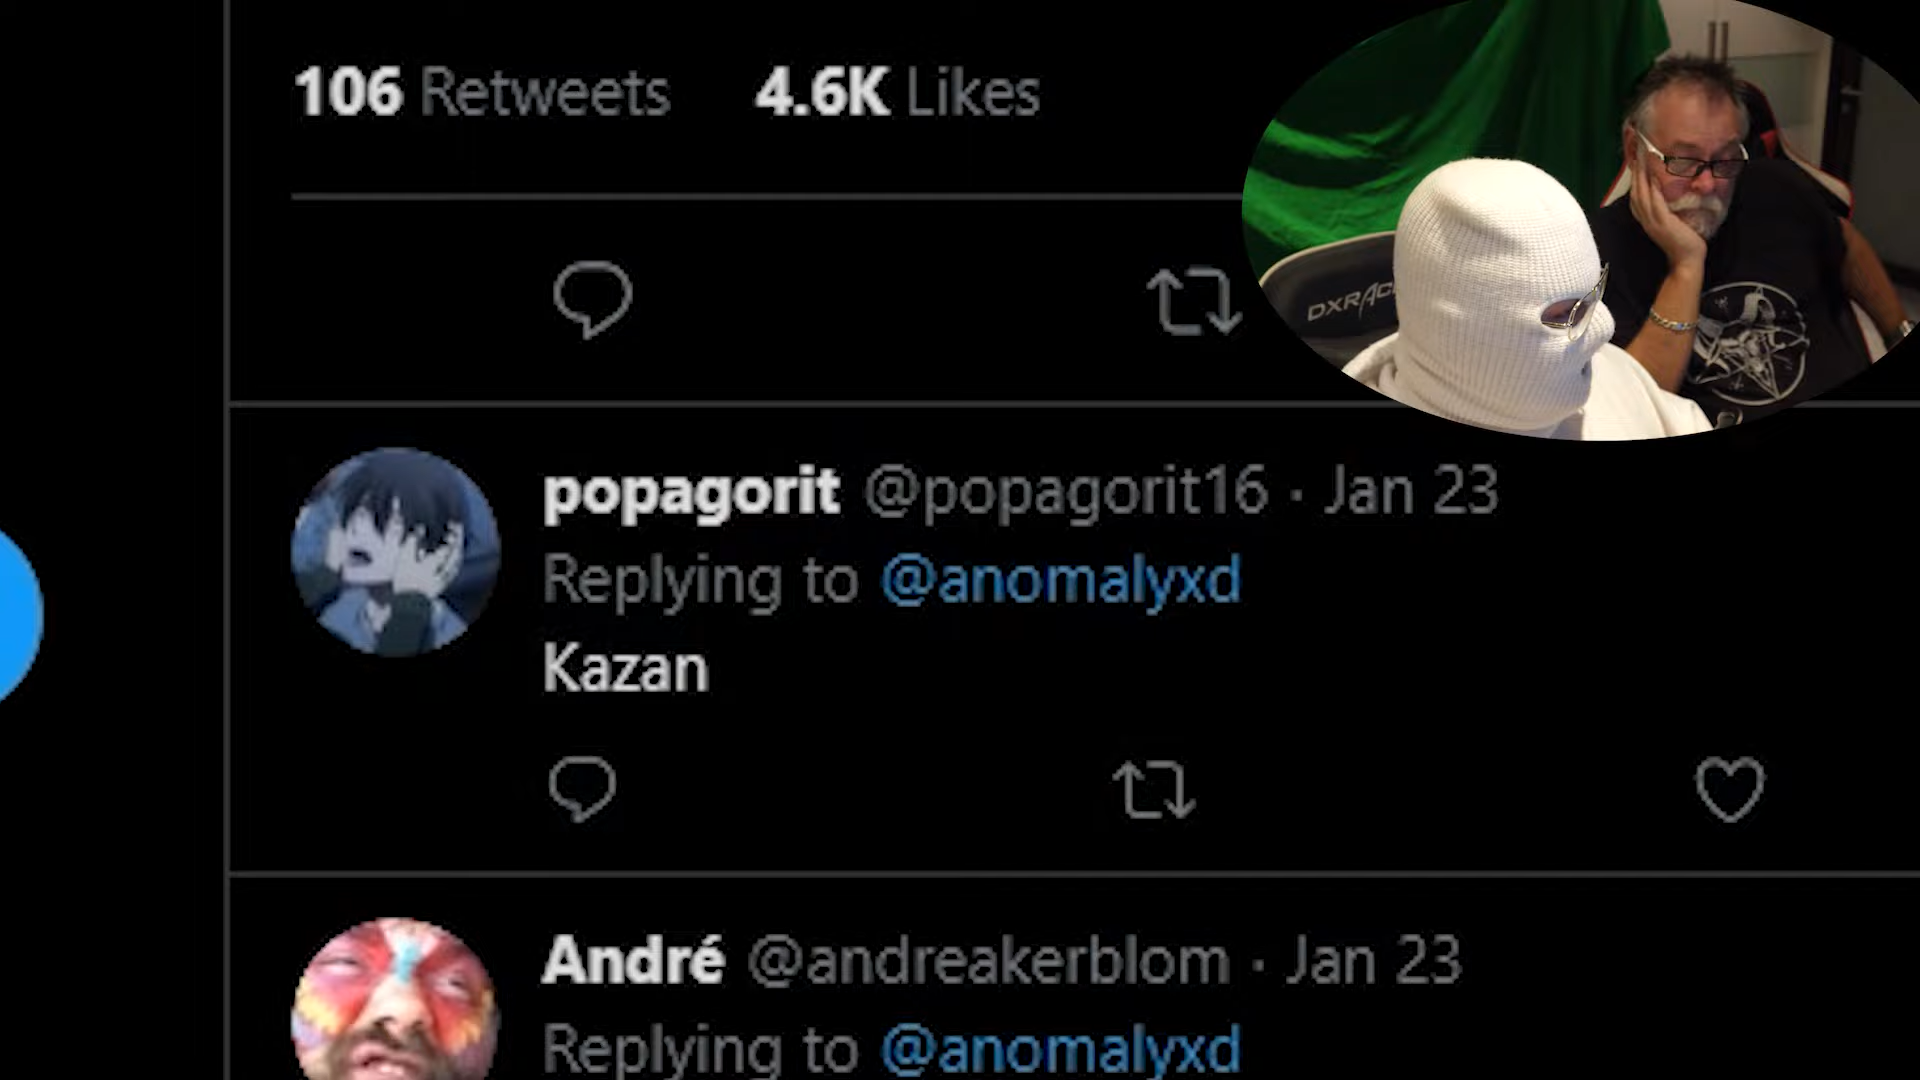 106 Retweets 4.6K Likes
DXRAC
popagorit @popagorit16 · Jan 23
Replying to @anomalyxd
Kazan
André @andreakerblom · Jan 23
Replying to @anomalyxd